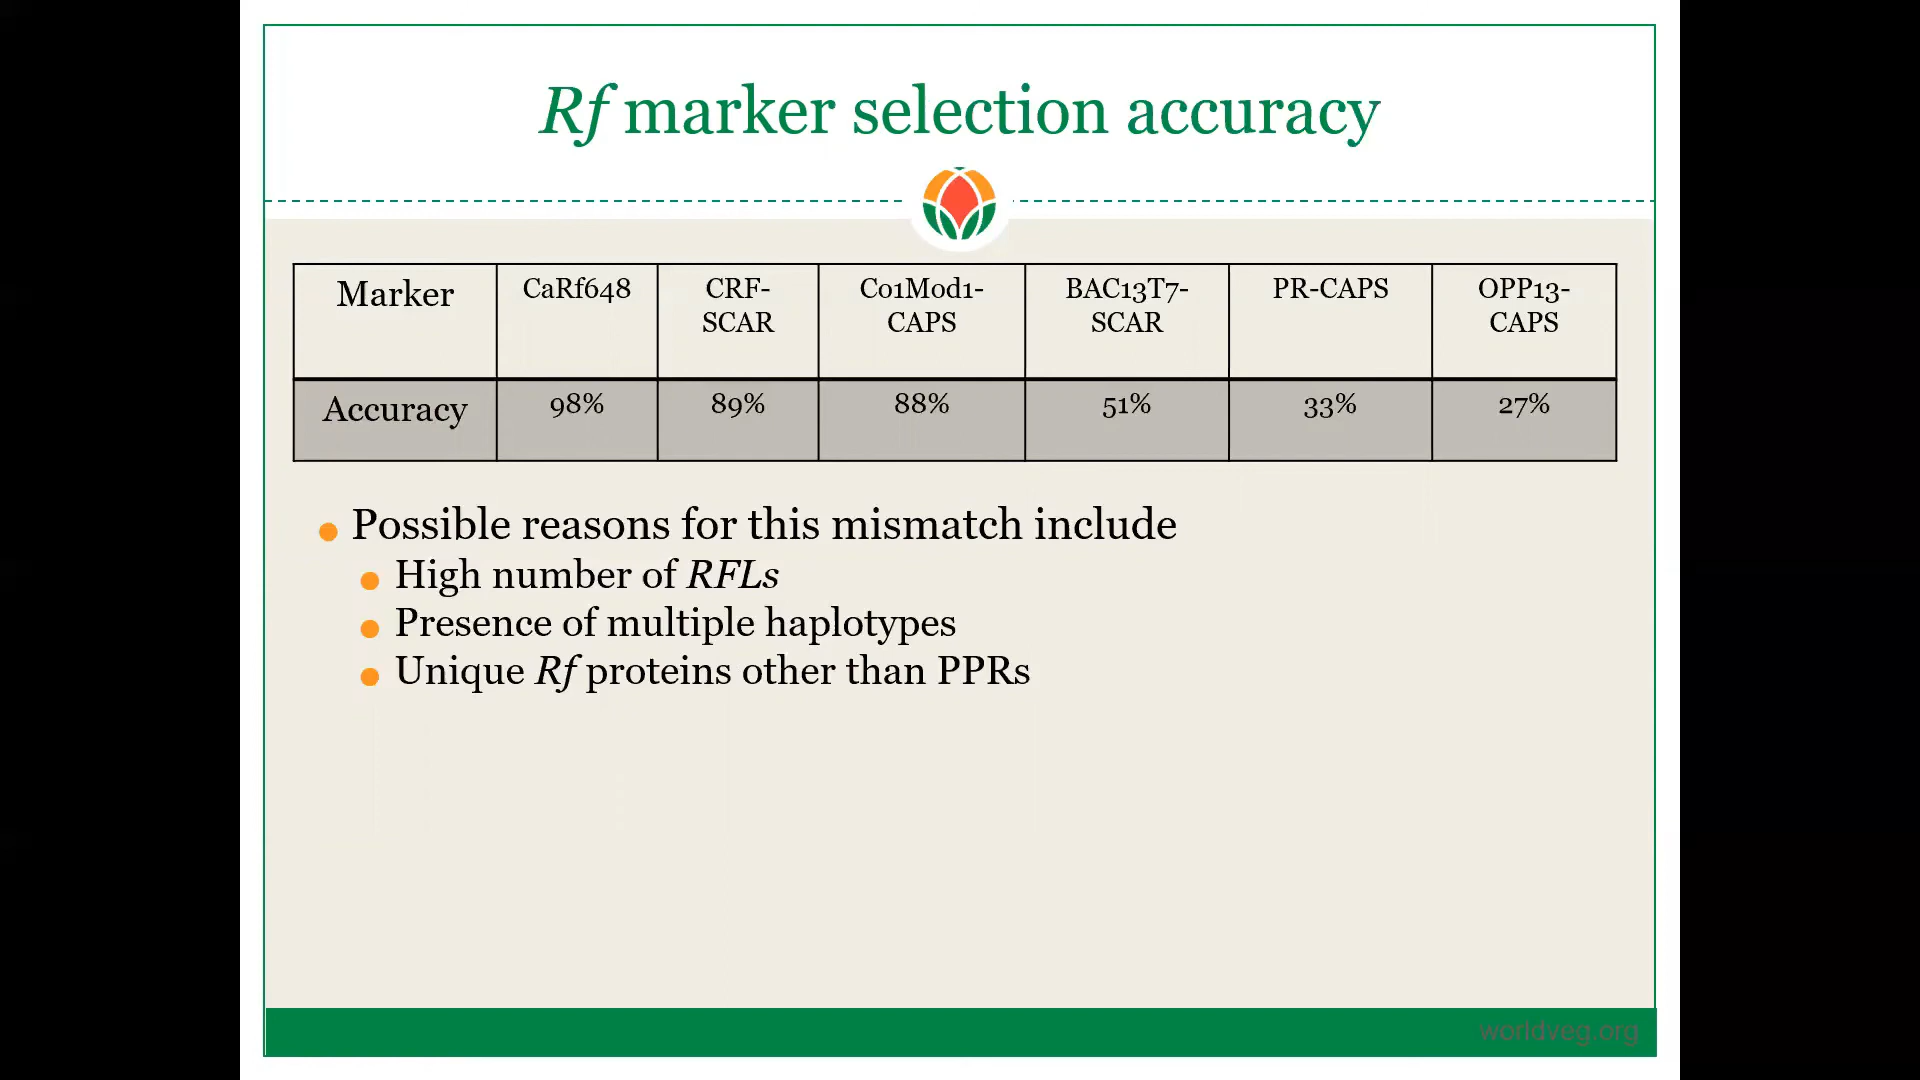 Rf marker selection accuracy
Marker CaRf648 CRF- Co1Mod1- BAC13T7- PR-CAPS OPP13-
SCAR CAPS SCAR CAPS
Accuracy 98% 89% 88% 51% 33% 27%
Possible reasons for this mismatch include
High number of RFLs
Presence of multiple haplotypes
Unique Rf proteins other than PPRs
worldveg.org